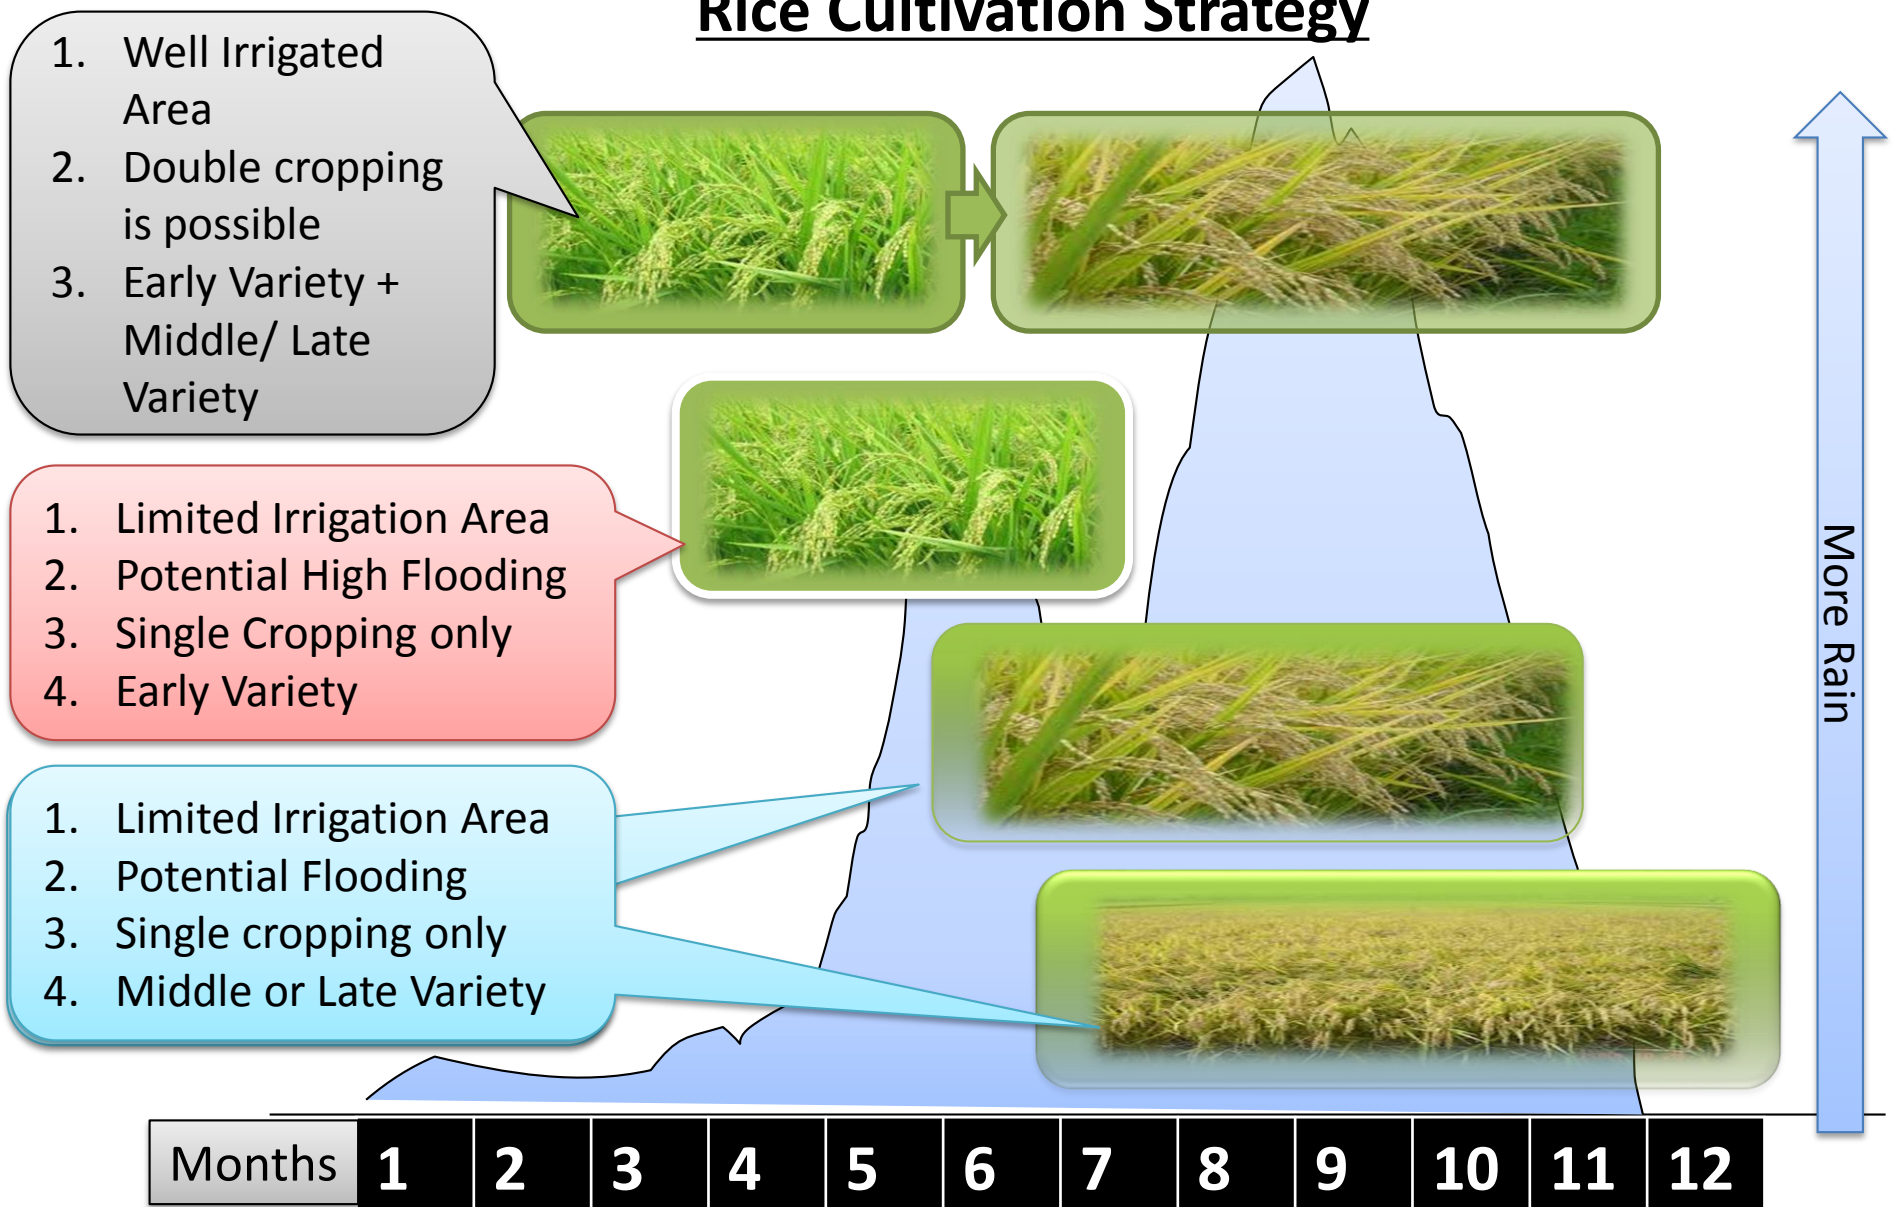 Rice Cultivation Strategy
1. Well Irrigated
Area
2. Double cropping
is possible
3. Early Variety +
Middle/ Late
Variety
1. Limited Irrigation Area
2. Potential High Flooding
3. Single Cropping only
4. Early Variety
1. Limited Irrigation Area
2. Potential Flooding
3. Single cropping only
4. Middle or Late Variety
More Rain
Months 1 2 3 4 5 6 7 8 9 10 11 12